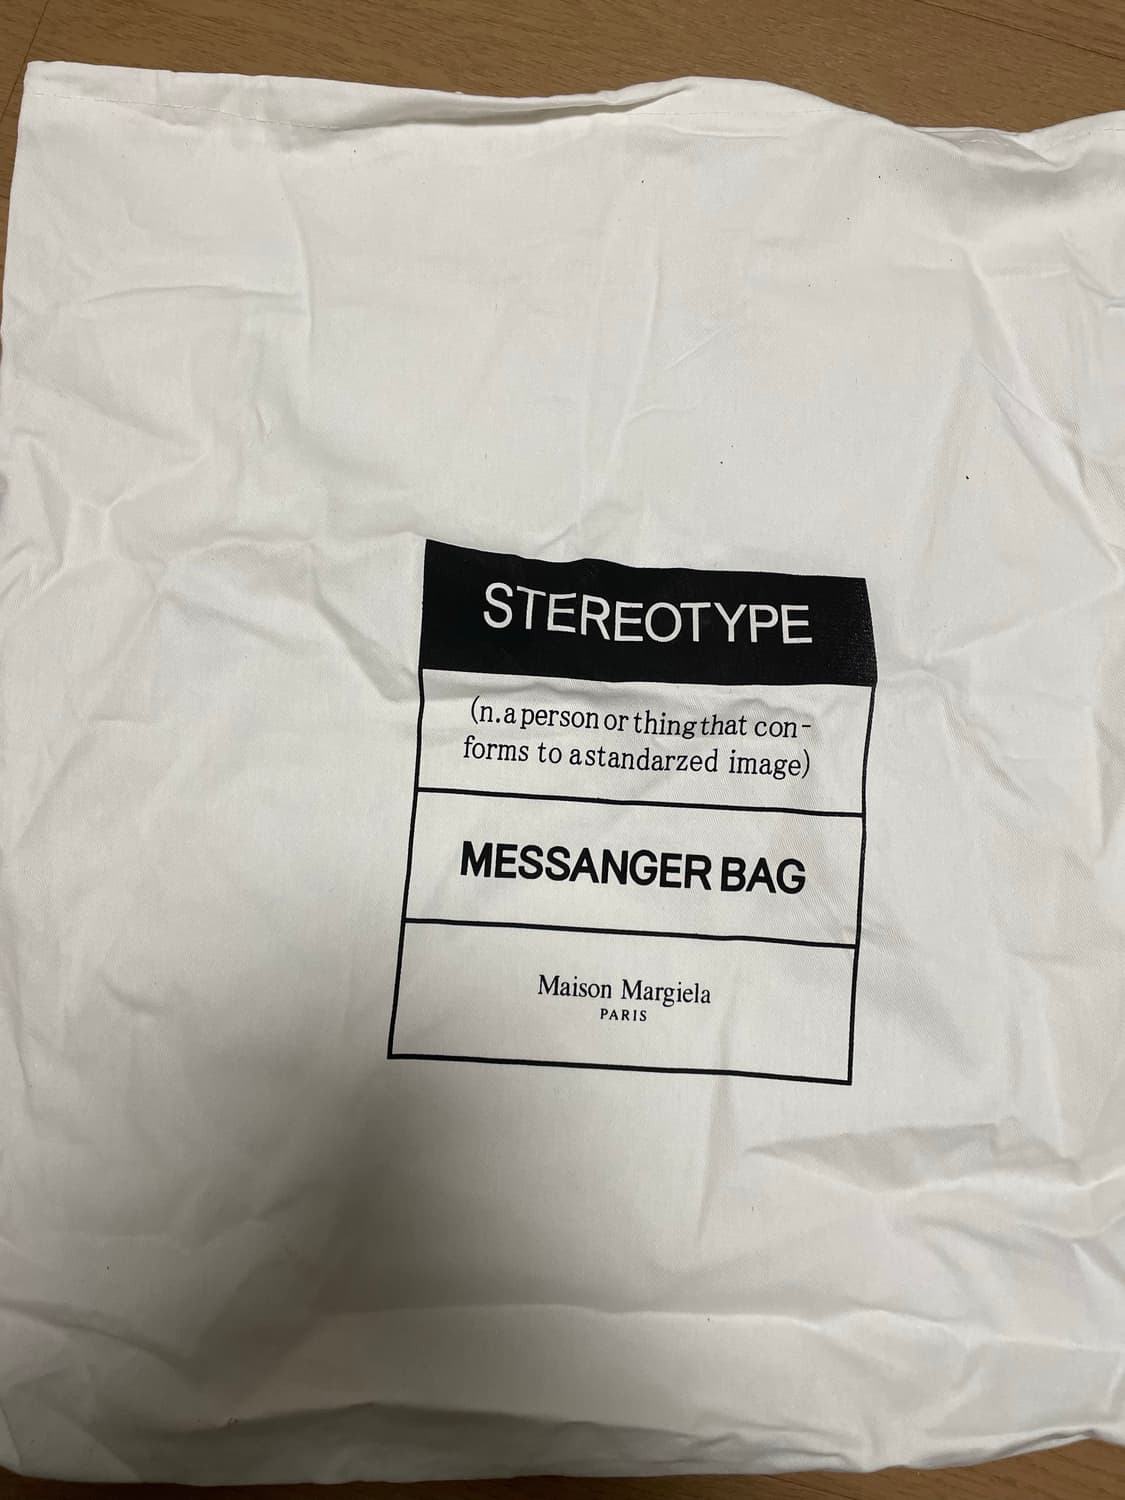 STEREOTYPE
(n. a person or thing that con-
forms to a standarzed image)
MESSANGER BAG
Maison Margiela
PARIS